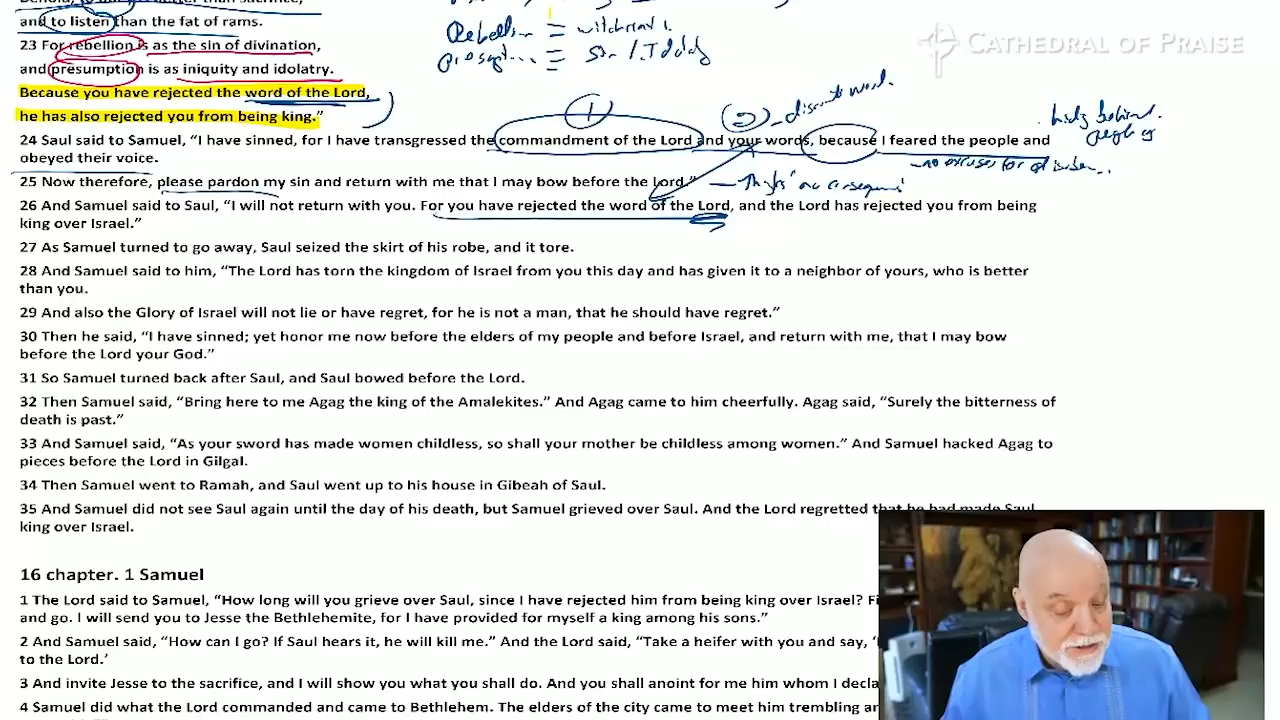 and to listen than the fat of rams.
23 For rebellion is as the sin of divination,
and presumption is as iniquity and idolatry.
Because you have rejected the word of the Lord,
he has also rejected you from being king.”
Rebellion = witchcraft
= sin / Idolatry
CATHEDRAL OF PRAISE
1
2
24 Saul said to Samuel, “I have sinned, for I have transgressed the commandment of the Lord and your words, because I feared the people and
obeyed their voice.
no excuses for
25 Now therefore, please pardon my sin and return with me that I may bow before the Lord.”
26 And Samuel said to Saul, “I will not return with you. For you have rejected the word of the Lord, and the Lord has rejected you from being
king over Israel.”
27 As Samuel turned to go away, Saul seized the skirt of his robe, and it tore.
28 And Samuel said to him, “The Lord has torn the kingdom of Israel from you this day and has given it to a neighbor of yours, who is better
than you.
29 And also the Glory of Israel will not lie or have regret, for he is not a man, that he should have regret.”
30 Then he said, “I have sinned; yet honor me now before the elders of my people and before Israel, and return with me, that I may bow
before the Lord your God.”
31 So Samuel turned back after Saul, and Saul bowed before the Lord.
32 Then Samuel said, “Bring here to me Agag the king of the Amalekites.” And Agag came to him cheerfully. Agag said, “Surely the bitterness of
death is past.”
33 And Samuel said, “As your sword has made women childless, so shall your mother be childless among women.” And Samuel hacked Agag to
pieces before the Lord in Gilgal.
34 Then Samuel went to Ramah, and Saul went up to his house in Gibeah of Saul.
35 And Samuel did not see Saul again until the day of his death, but Samuel grieved over Saul. And the Lord regretted that he had made Saul
king over Israel.
16 chapter. 1 Samuel
1 The Lord said to Samuel, “How long will you grieve over Saul, since I have rejected him from being king over Israel?
and go. I will send you to Jesse the Bethlehemite, for I have provided for myself a king among his sons.”
2 And Samuel said, “How can I go? If Saul hears it, he will kill me.” And the Lord said, “Take a heifer with you and say,
to the Lord.’
3 And invite Jesse to the sacrifice, and I will show you what you shall do. And you shall anoint for me him whom I
4 Samuel did what the Lord commanded and came to Bethlehem. The elders of the city came to meet him trembling